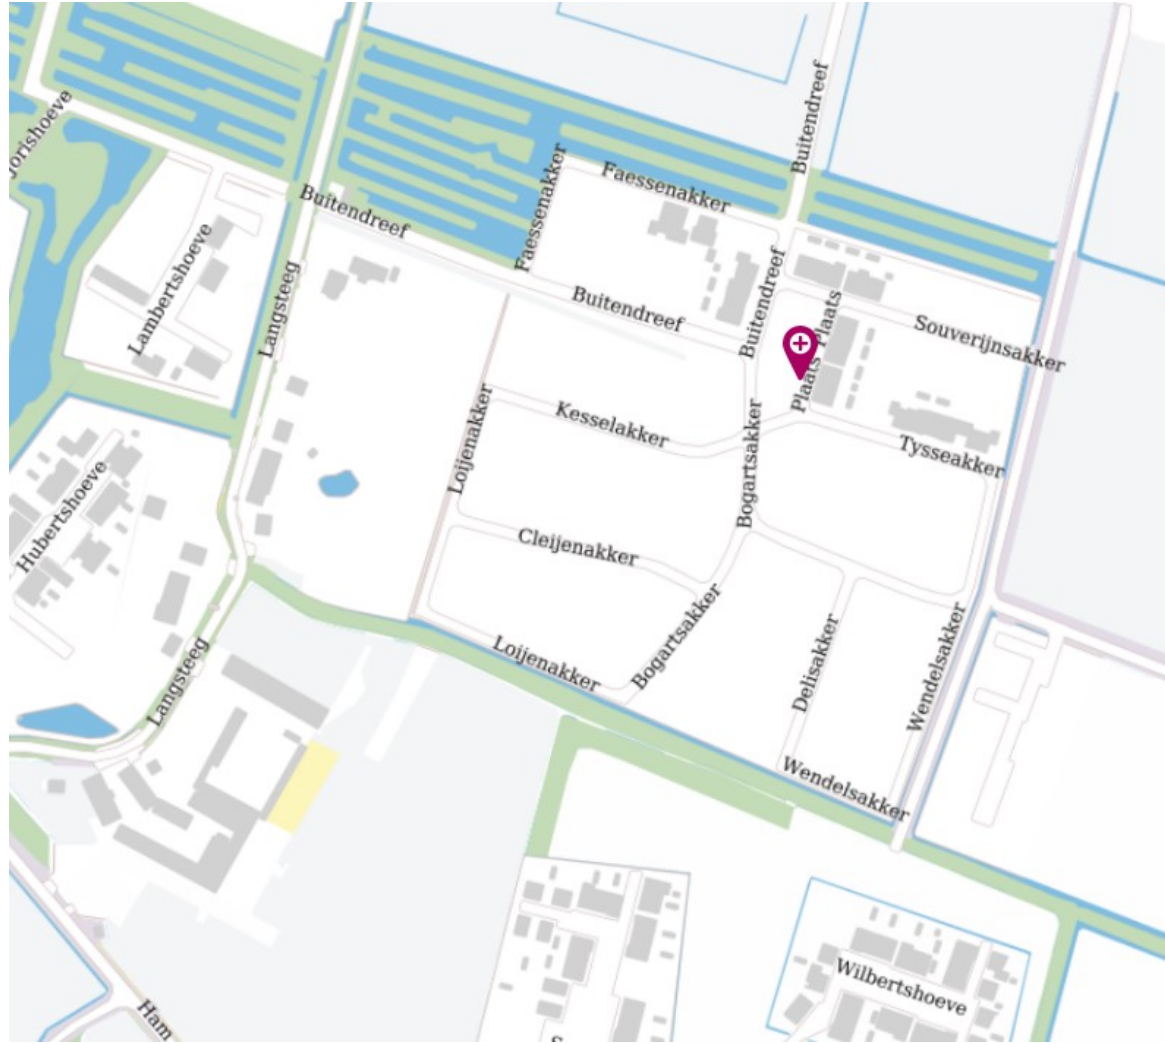 Buitendreef
jorishoeve
Faessenakker
Faessenakker
Buitendreef
Lambertshoeve
Langsteeg
Buitendreef
Buitendreef
Plaats
Souverijnsakker
Plaats
Loijenakker
Kesselakker
Bogartsakker
Tysseakker
Hubertshoeve
Cleijenakker
Bogartsakker
Loijenakker
Delisakker
Wendelsakker
Langsteeg
Wendelsakker
Wilbertshoeve
Ham